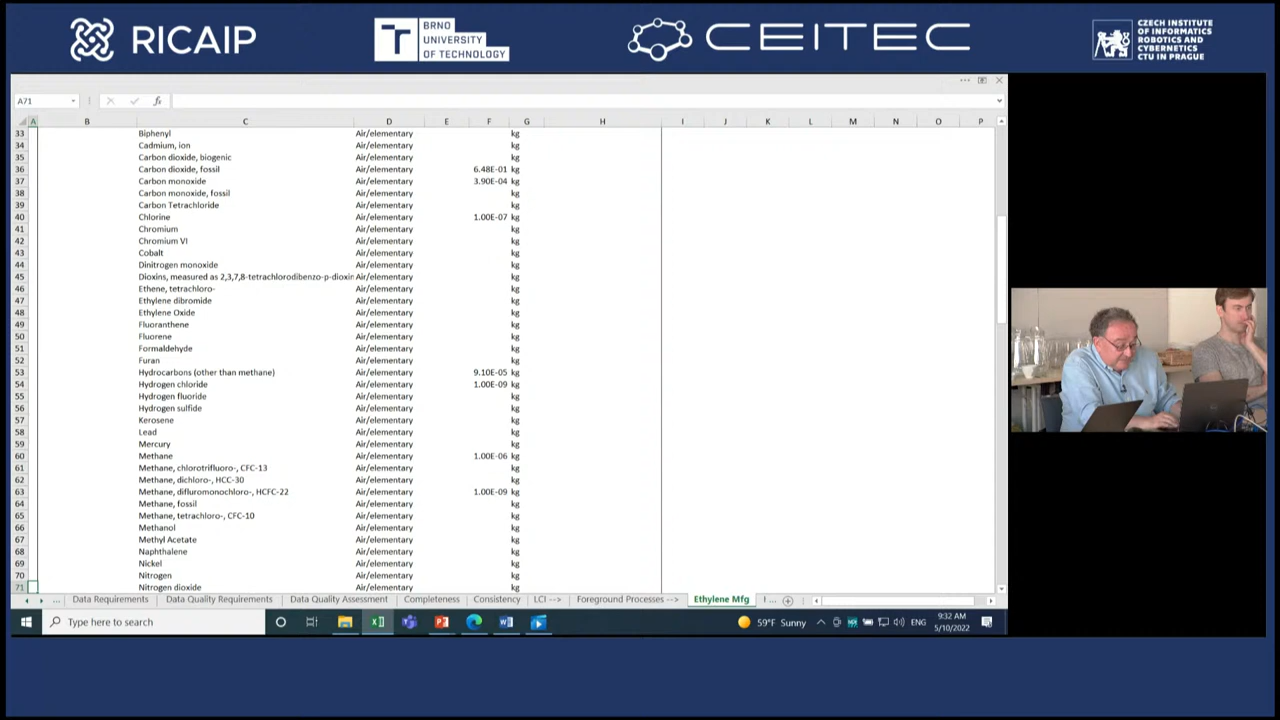 RICAIP
BRNO
UNIVERSITY
OF TECHNOLOGY
CEITEC
CZECH INSTITUTE
OF INFORMATICS
ROBOTICS AND
CYBERNETICS
CTU IN PRAGUE
A71
fx
A B C D E F G H I J K L M N O P
33 Biphenyl Air/elementary kg
34 Cadmium, ion Air/elementary kg
35 Carbon dioxide, biogenic Air/elementary kg
36 Carbon dioxide, fossil Air/elementary 6.48E-01 kg
37 Carbon monoxide Air/elementary 3.90E-04 kg
38 Carbon monoxide, fossil Air/elementary kg
39 Carbon Tetrachloride Air/elementary kg
40 Chlorine Air/elementary 1.00E-07 kg
41 Chromium Air/elementary kg
42 Chromium VI Air/elementary kg
43 Cobalt Air/elementary kg
44 Dinitrogen monoxide Air/elementary kg
45 Dioxins, measured as 2,3,7,8-tetrachlorodibenzo-p-dioxin Air/elementary kg
46 Ethene, tetrachloro- Air/elementary kg
47 Ethylene dibromide Air/elementary kg
48 Ethylene Oxide Air/elementary kg
49 Fluoranthene Air/elementary kg
50 Fluorene Air/elementary kg
51 Formaldehyde Air/elementary kg
52 Furan Air/elementary kg
53 Hydrocarbons (other than methane) Air/elementary 9.10E-05 kg
54 Hydrogen chloride Air/elementary 1.00E-09 kg
55 Hydrogen fluoride Air/elementary kg
56 Hydrogen sulfide Air/elementary kg
57 Kerosene Air/elementary kg
58 Lead Air/elementary kg
59 Mercury Air/elementary kg
60 Methane Air/elementary 1.00E-06 kg
61 Methane, chlorotrifluoro-, CFC-13 Air/elementary kg
62 Methane, dichloro-, HCC-30 Air/elementary kg
63 Methane, difluromonochloro-, HCFC-22 Air/elementary 1.00E-09 kg
64 Methane, fossil Air/elementary kg
65 Methane, tetrachloro-, CFC-10 Air/elementary kg
66 Methanol Air/elementary kg
67 Methyl Acetate Air/elementary kg
68 Naphthalene Air/elementary kg
69 Nickel Air/elementary kg
70 Nitrogen Air/elementary kg
71 Nitrogen dioxide Air/elementary kg
... Data Requirements Data Quality Requirements Data Quality Assessment Completeness Consistency LCI --> Foreground Processes --> Ethylene Mfg I ...
Type here to search
59°F Sunny ENG 9:32 AM
5/10/2022